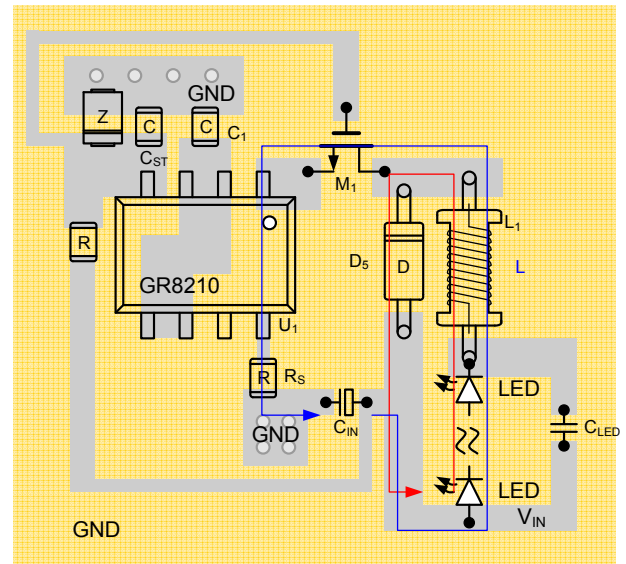 Z
C
C
GND
C1
CST
M1
R
L1
D5
D
L
GR8210
U1
R
RS
LED
CIN
CLED
GND
LED
VIN
GND